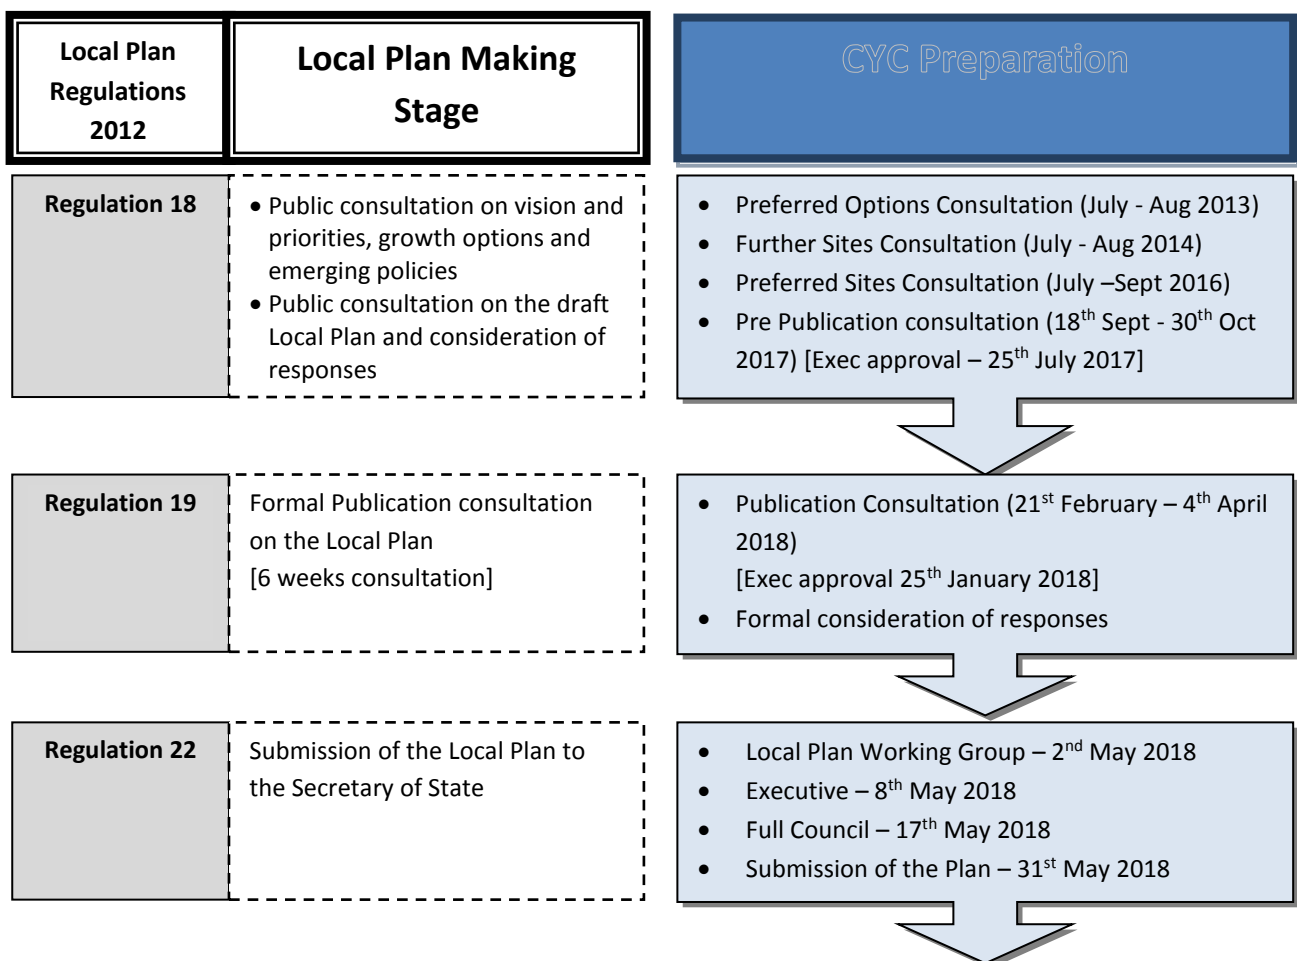 Local Plan
Regulations
2012
Local Plan Making
Stage
CYC Preparation
Regulation 18
• Public consultation on vision and
priorities, growth options and
emerging policies
• Public consultation on the draft
Local Plan and consideration of
responses
• Preferred Options Consultation (July - Aug 2013)
• Further Sites Consultation (July - Aug 2014)
• Preferred Sites Consultation (July –Sept 2016)
• Pre Publication consultation (18th Sept - 30th Oct
2017) [Exec approval – 25th July 2017]
Regulation 19
Formal Publication consultation
on the Local Plan
[6 weeks consultation]
• Publication Consultation (21st February – 4th April
2018)
[Exec approval 25th January 2018]
• Formal consideration of responses
Regulation 22
Submission of the Local Plan to
the Secretary of State
• Local Plan Working Group – 2nd May 2018
• Executive – 8th May 2018
• Full Council – 17th May 2018
• Submission of the Plan – 31st May 2018